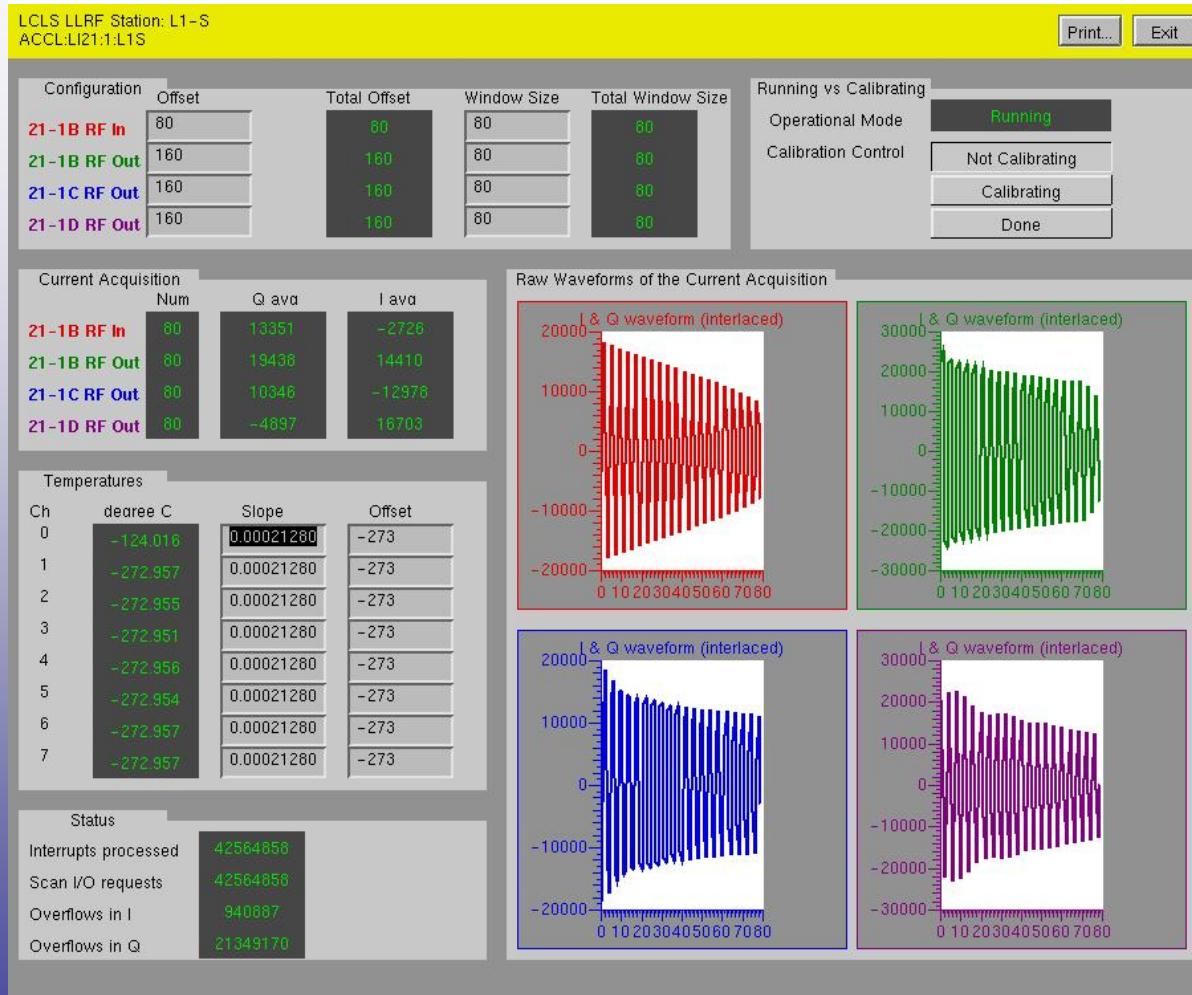 LCLS LLRF Station: L1-S
ACCL:LI21:1:L1S
Print...
Exit
Configuration
Offset
Total Offset
Window Size
Total Window Size
21-1B RF In
80
80
80
80
21-1B RF Out
160
160
80
80
21-1C RF Out
160
160
80
80
21-1D RF Out
160
160
80
80
Running vs Calibrating
Operational Mode
Running
Calibration Control
Not Calibrating
Calibrating
Done
Current Acquisition
Num
Q avg
I avg
21-1B RF In
80
13351
-2726
21-1B RF Out
80
19438
14410
21-1C RF Out
80
10346
-12978
21-1D RF Out
80
-4897
16703
Temperatures
Ch
degree C
Slope
Offset
0
-124.016
0.00021280
-273
1
-272.957
0.00021280
-273
2
-272.955
0.00021280
-273
3
-272.951
0.00021280
-273
4
-272.956
0.00021280
-273
5
-272.954
0.00021280
-273
6
-272.957
0.00021280
-273
7
-272.957
0.00021280
-273
Status
Interrupts processed
42564858
Scan I/O requests
42564858
Overflows in I
940887
Overflows in Q
21349170
Raw Waveforms of the Current Acquisition
I & Q waveform (interlaced)
20000
10000
0
-10000
-20000
0 10 20 30 40 50 60 70 80
I & Q waveform (interlaced)
30000
20000
10000
0
-10000
-20000
-30000
0 10 20 30 40 50 60 70 80
I & Q waveform (interlaced)
20000
10000
0
-10000
-20000
0 10 20 30 40 50 60 70 80
I & Q waveform (interlaced)
30000
20000
10000
0
-10000
-20000
-30000
0 10 20 30 40 50 60 70 80